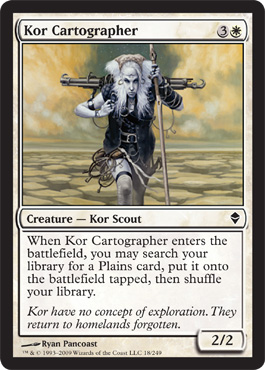 Kor Cartographer 3
Creature — Kor Scout
When Kor Cartographer enters the
battlefield, you may search your
library for a Plains card, put it onto
the battlefield tapped, then shuffle
your library.
Kor have no concept of exploration. They
return to homelands forgotten.
Ryan Pancoast
™ & © 1993–2009 Wizards of the Coast LLC 18/249
2/2